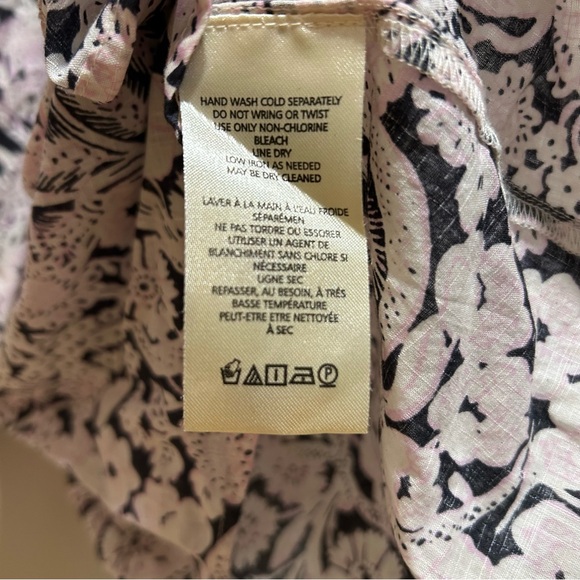 HAND WASH COLD SEPARATELY
DO NOT WRING OR TWIST
USE ONLY NON-CHLORINE
BLEACH
LINE DRY
LOW IRON AS NEEDED
MAY BE DRY CLEANED
LAVER À LA MAIN À L'EAU FROIDE
SÉPARÉMEN
NE PAS TORDRE OU ESSORER
UTILISER UN AGENT DE
BLANCHIMENT SANS CHLORE SI
NÉCESSAIRE
LIGNE SEC
REPASSER, AU BESOIN, À TRÉS
BASSE TEMPÉRATURE
PEUT-ETRE ETRE NETTOYÉE
À SEC